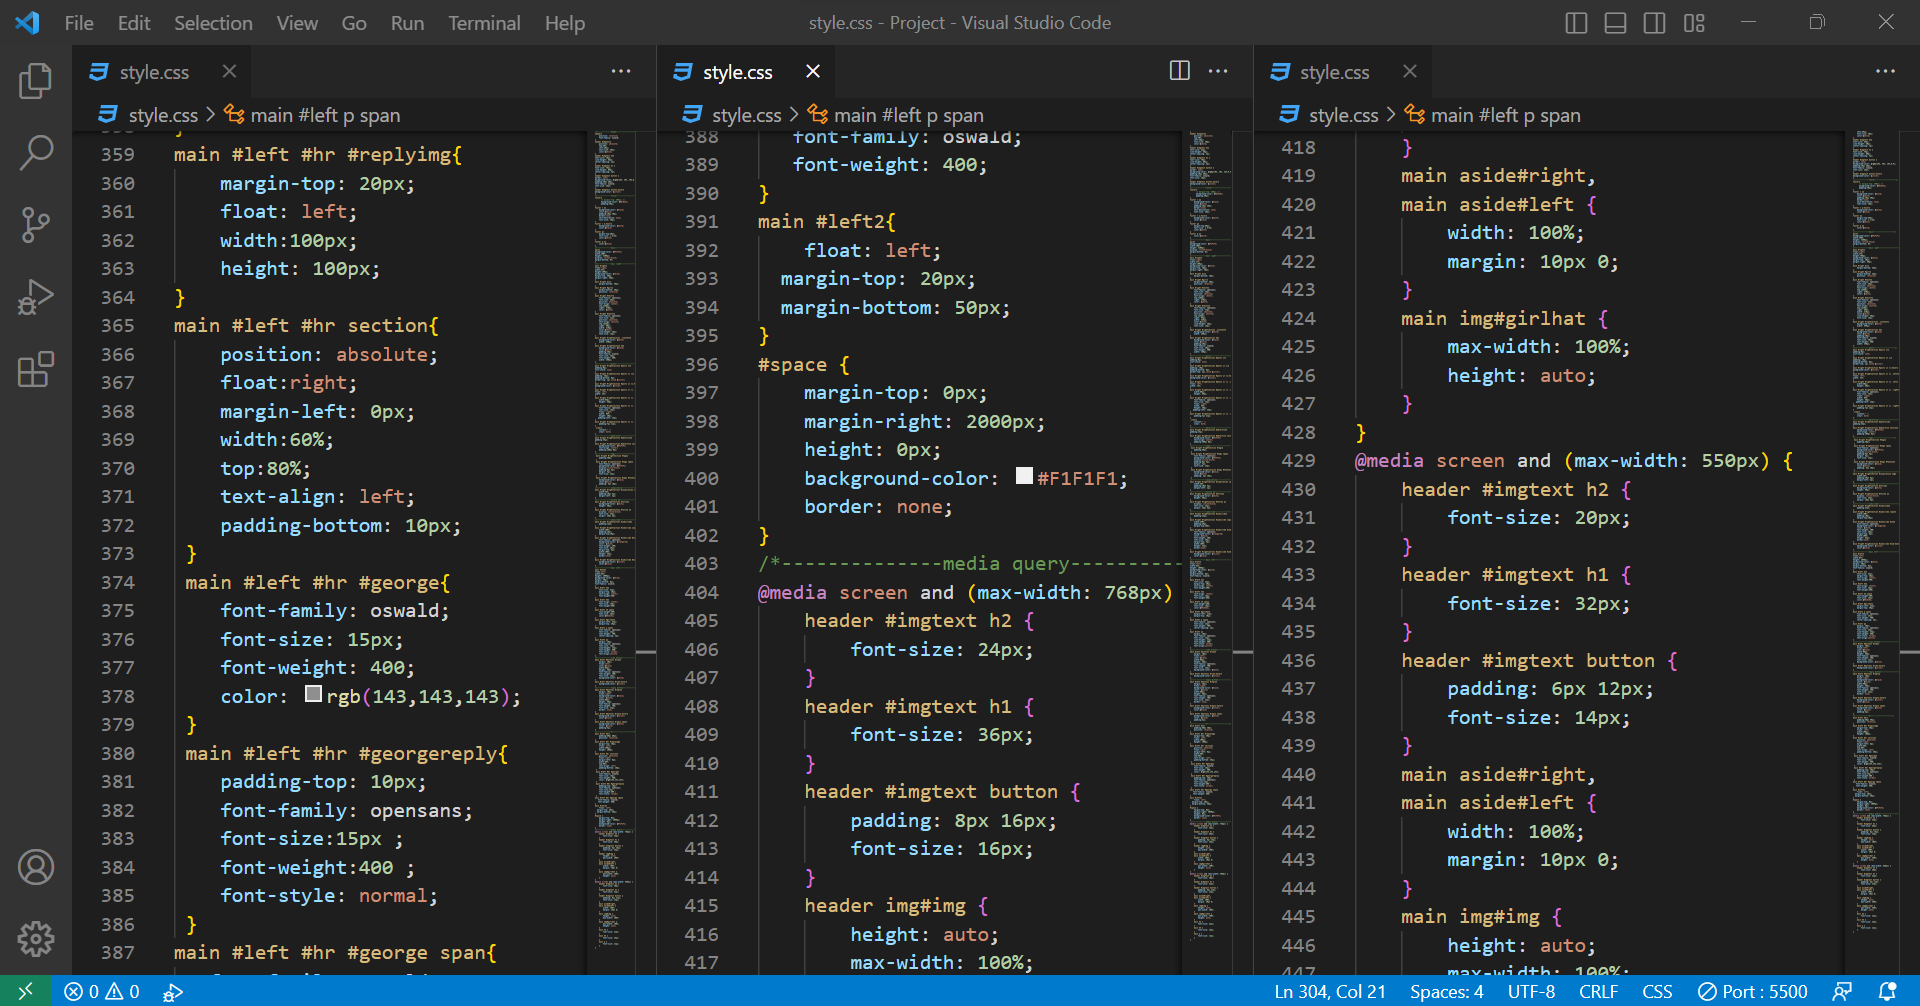 File Edit Selection View Go Run Terminal Help
style.css - Project - Visual Studio Code
style.css
style.css > main #left p span
359 main #left #hr #replyimg{
360 margin-top: 20px;
361 float: left;
362 width:100px;
363 height: 100px;
364 }
365 main #left #hr section{
366 position: absolute;
367 float:right;
368 margin-left: 0px;
369 width:60%;
370 top:80%;
371 text-align: left;
372 padding-bottom: 10px;
373 }
374 main #left #hr #george{
375 font-family: oswald;
376 font-size: 15px;
377 font-weight: 400;
378 color: rgb(143,143,143);
379 }
380 main #left #hr #georgereply{
381 padding-top: 10px;
382 font-family: opensans;
383 font-size:15px ;
384 font-weight:400 ;
385 font-style: normal;
386 }
387 main #left #hr #george span{
style.css
style.css > main #left p span
388 font-family: oswald;
389 font-weight: 400;
390 }
391 main #left2{
392 float: left;
393 margin-top: 20px;
394 margin-bottom: 50px;
395 }
396 #space {
397 margin-top: 0px;
398 margin-right: 2000px;
399 height: 0px;
400 background-color: #F1F1F1;
401 border: none;
402 }
403 /*--------------media query----------
404 @media screen and (max-width: 768px)
405 header #imgtext h2 {
406 font-size: 24px;
407 }
408 header #imgtext h1 {
409 font-size: 36px;
410 }
411 header #imgtext button {
412 padding: 8px 16px;
413 font-size: 16px;
414 }
415 header img#img {
416 height: auto;
417 max-width: 100%;
style.css
style.css > main #left p span
418 }
419 main aside#right,
420 main aside#left {
421 width: 100%;
422 margin: 10px 0;
423 }
424 main img#girlhat {
425 max-width: 100%;
426 height: auto;
427 }
428 }
429 @media screen and (max-width: 550px) {
430 header #imgtext h2 {
431 font-size: 20px;
432 }
433 header #imgtext h1 {
434 font-size: 32px;
435 }
436 header #imgtext button {
437 padding: 6px 12px;
438 font-size: 14px;
439 }
440 main aside#right,
441 main aside#left {
442 width: 100%;
443 margin: 10px 0;
444 }
445 main img#img {
446 height: auto;
447 max-width: 100%;
0 0 Ln 304, Col 21 Spaces: 4 UTF-8 CRLF CSS Port : 5500